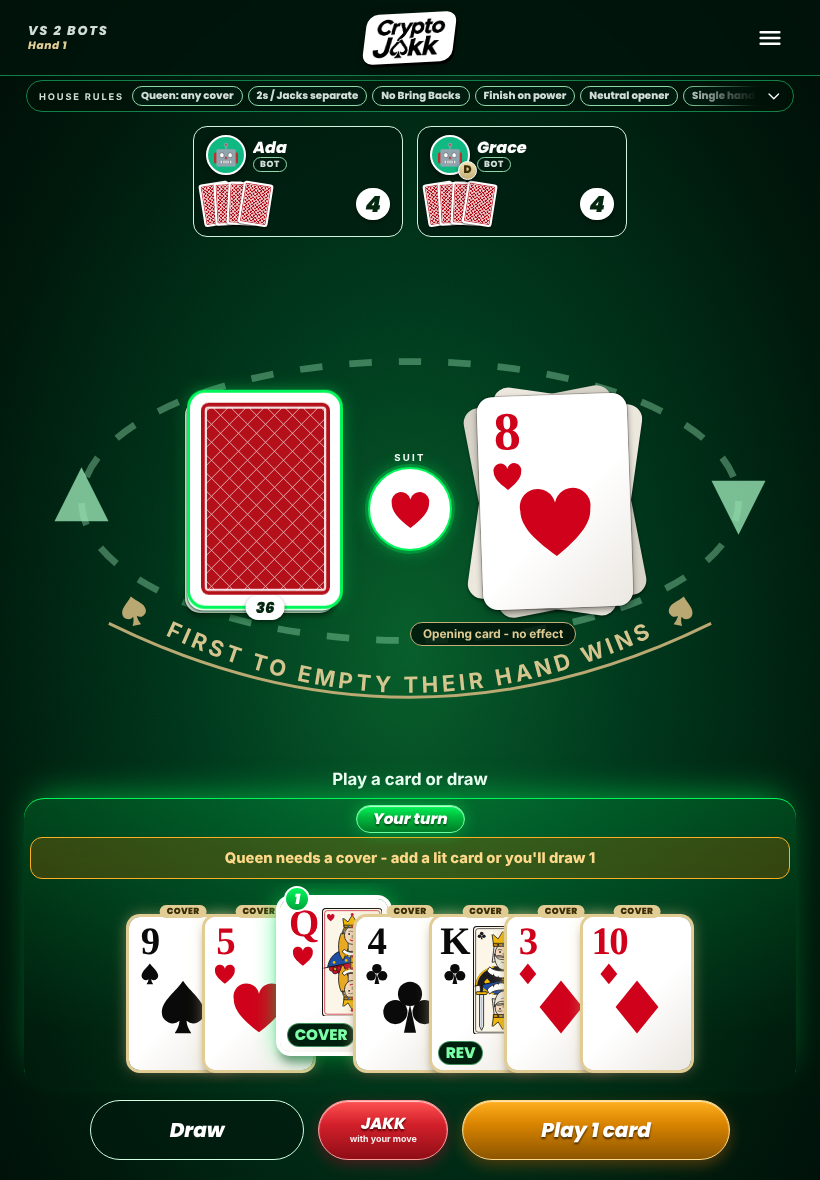 VS 2 BOTS
Hand 1
Crypto
Jokk
HOUSE RULES
Queen: any cover
2s / Jacks separate
No Bring Backs
Finish on power
Neutral opener
Single hand
Ada
BOT
4
Grace
D
BOT
4
SUIT
8
36
Opening card - no effect
FIRST TO EMPTY THEIR HAND WINS
Play a card or draw
Your turn
Queen needs a cover - add a lit card or you'll draw 1
COVER
9
COVER
5
1
Q
COVER
COVER
4
COVER
K
REV
COVER
3
COVER
10
Draw
JAKK
with your move
Play 1 card